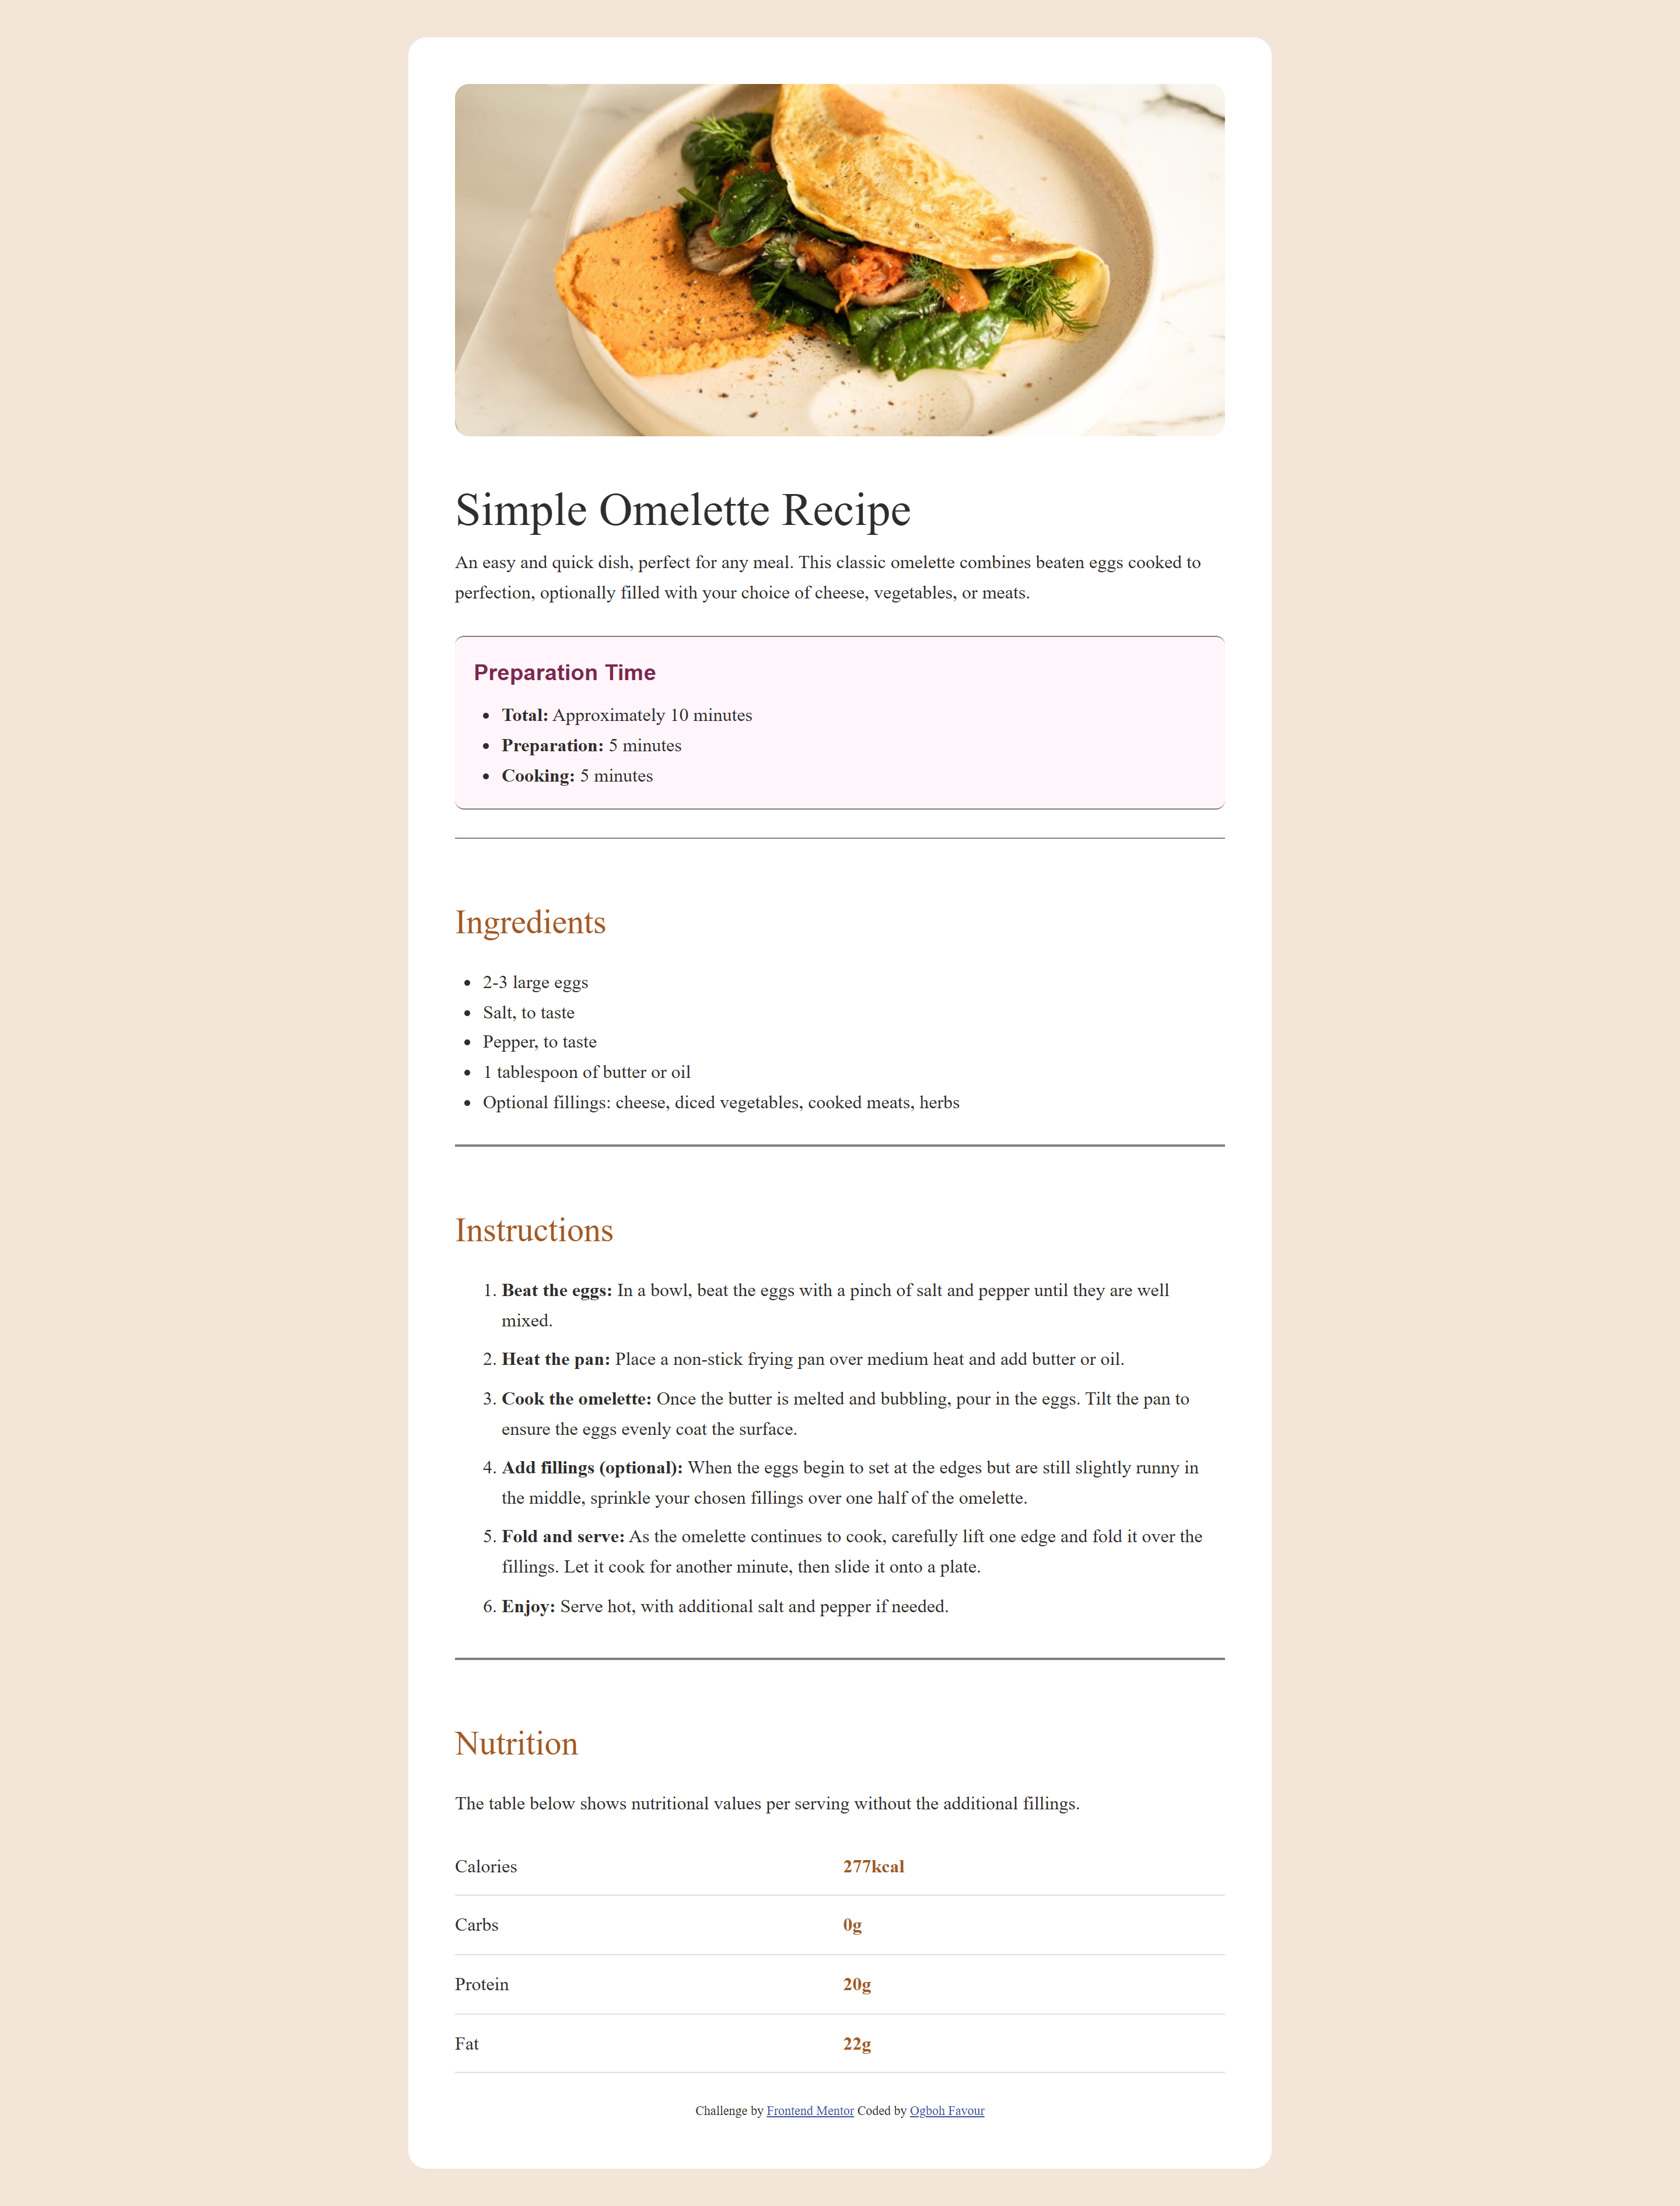 Simple Omelette Recipe
An easy and quick dish, perfect for any meal. This classic omelette combines beaten eggs cooked to
perfection, optionally filled with your choice of cheese, vegetables, or meats.
Preparation Time
Total: Approximately 10 minutes
Preparation: 5 minutes
Cooking: 5 minutes
Ingredients
2-3 large eggs
Salt, to taste
Pepper, to taste
1 tablespoon of butter or oil
Optional fillings: cheese, diced vegetables, cooked meats, herbs
Instructions
1. Beat the eggs: In a bowl, beat the eggs with a pinch of salt and pepper until they are well
mixed.
2. Heat the pan: Place a non-stick frying pan over medium heat and add butter or oil.
3. Cook the omelette: Once the butter is melted and bubbling, pour in the eggs. Tilt the pan to
ensure the eggs evenly coat the surface.
4. Add fillings (optional): When the eggs begin to set at the edges but are still slightly runny in
the middle, sprinkle your chosen fillings over one half of the omelette.
5. Fold and serve: As the omelette continues to cook, carefully lift one edge and fold it over the
fillings. Let it cook for another minute, then slide it onto a plate.
6. Enjoy: Serve hot, with additional salt and pepper if needed.
Nutrition
The table below shows nutritional values per serving without the additional fillings.
Calories 277kcal
Carbs 0g
Protein 20g
Fat 22g
Challenge by Frontend Mentor Coded by Ogboh Favour